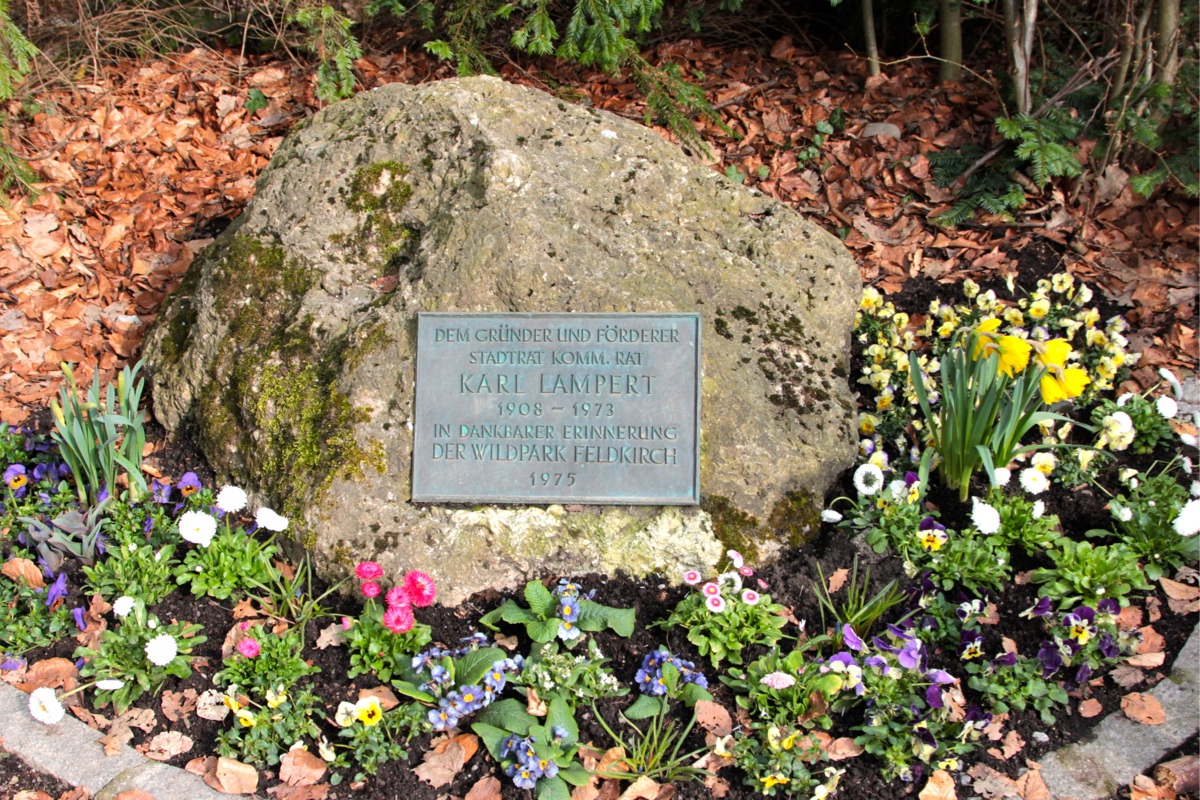 DEM GRÜNDER UND FÖRDERER
STADTRAT KOMM. RAT
KARL LAMPERT
1908 - 1973
IN DANKBARER ERINNERUNG
DER WILDPARK FELDKIRCH
1975